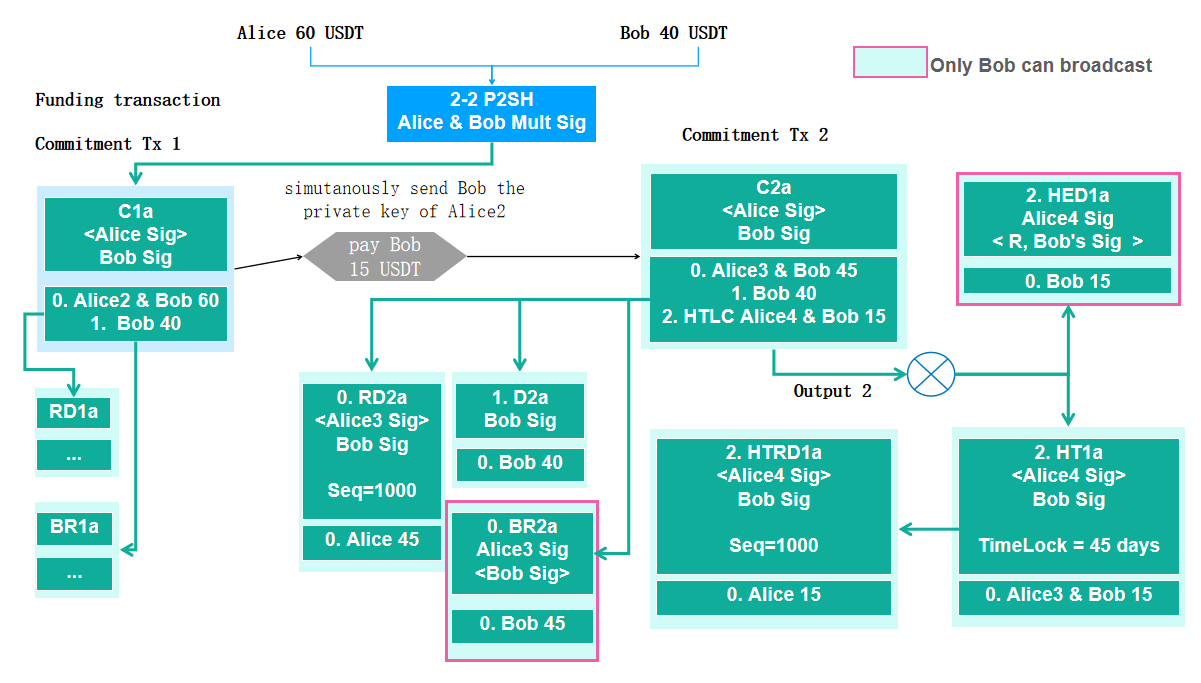 Alice 60 USDT
Bob 40 USDT
Only Bob can broadcast
Funding transaction
2-2 P2SH
Alice & Bob Mult Sig
Commitment Tx 1
Commitment Tx 2
simutanously send Bob the
private key of Alice2
pay Bob
15 USDT
C1a
<Alice Sig>
Bob Sig
0. Alice2 & Bob 60
1. Bob 40
RD1a
...
BR1a
...
C2a
<Alice Sig>
Bob Sig
0. Alice3 & Bob 45
1. Bob 40
2. HTLC Alice4 & Bob 15
2. HED1a
Alice4 Sig
< R, Bob's Sig >
0. Bob 15
Output 2
0. RD2a
<Alice3 Sig>
Bob Sig
Seq=1000
0. Alice 45
1. D2a
Bob Sig
0. Bob 40
0. BR2a
Alice3 Sig
<Bob Sig>
0. Bob 45
2. HTRD1a
<Alice4 Sig>
Bob Sig
Seq=1000
0. Alice 15
2. HT1a
<Alice4 Sig>
Bob Sig
TimeLock = 45 days
0. Alice3 & Bob 15